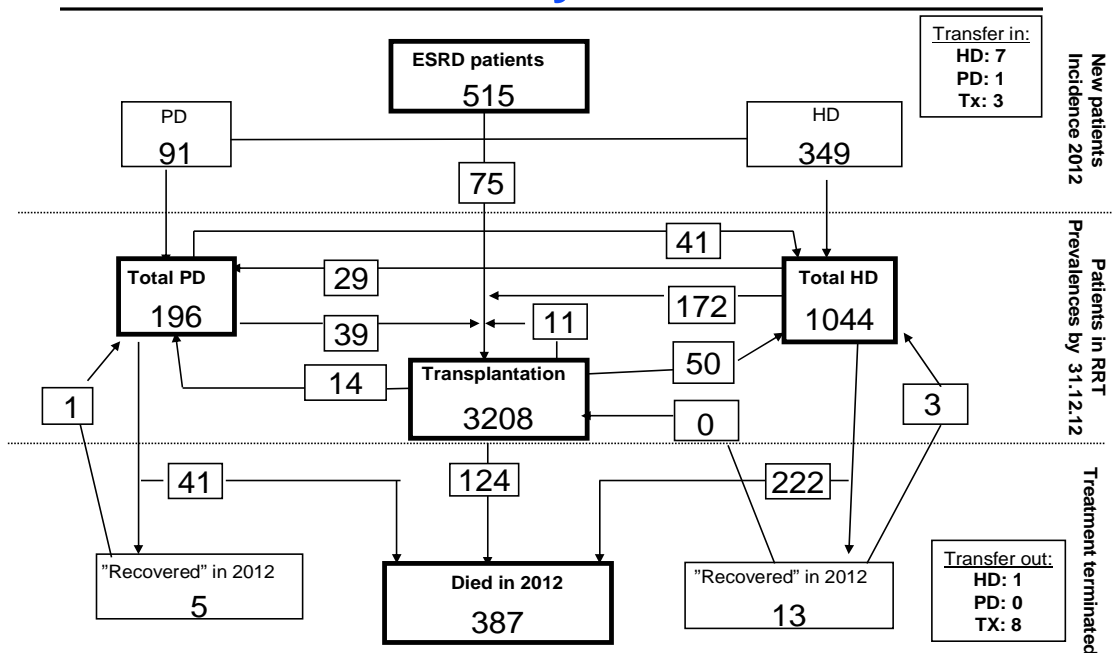 Transfer in:
HD: 7
PD: 1
Tx: 3
ESRD patients
515
PD
91
HD
349
75
New patients
Incidence 2012
41
Total PD
196
29
Total HD
1044
172
39
11
50
14
Transplantation
3208
1
0
3
Patients in RRT
Prevalences by 31.12.12
41
124
222
"Recovered" in 2012
5
Died in 2012
387
"Recovered" in 2012
13
Transfer out:
HD: 1
PD: 0
TX: 8
Treatment terminated